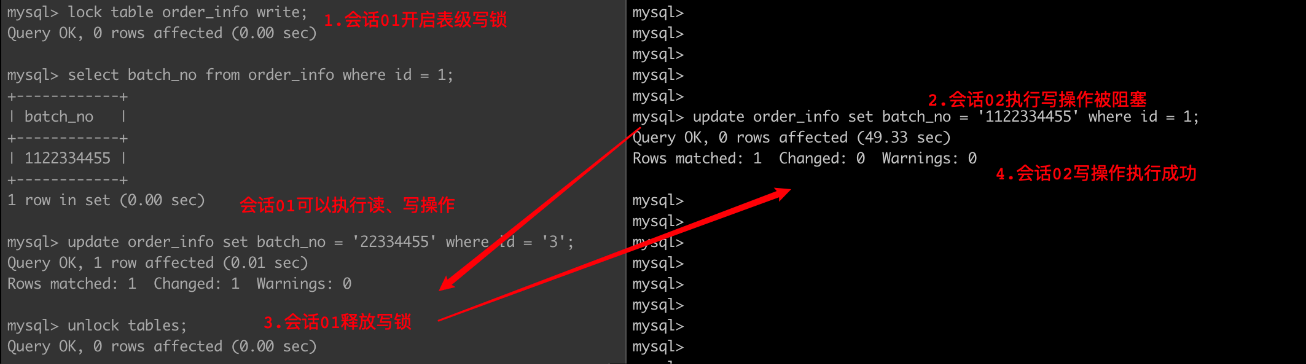 mysql> lock table order_info write;
1.会话01开启表级写锁
Query OK, 0 rows affected (0.00 sec)
mysql> select batch_no from order_info where id = 1;
+------------+
| batch_no   |
+------------+
| 1122334455 |
+------------+
1 row in set (0.00 sec)
会话01可以执行读、写操作
mysql> update order_info set batch_no = '22334455' where id = '3';
Query OK, 1 row affected (0.01 sec)
Rows matched: 1  Changed: 1  Warnings: 0
3.会话01释放写锁
mysql> unlock tables;
Query OK, 0 rows affected (0.00 sec)
mysql>
mysql>
mysql>
mysql>
mysql>
2.会话02执行写操作被阻塞
mysql> update order_info set batch_no = '1122334455' where id = 1;
Query OK, 0 rows affected (49.33 sec)
Rows matched: 1  Changed: 0  Warnings: 0
4.会话02写操作执行成功
mysql>
mysql>
mysql>
mysql>
mysql>
mysql>
mysql>
mysql>